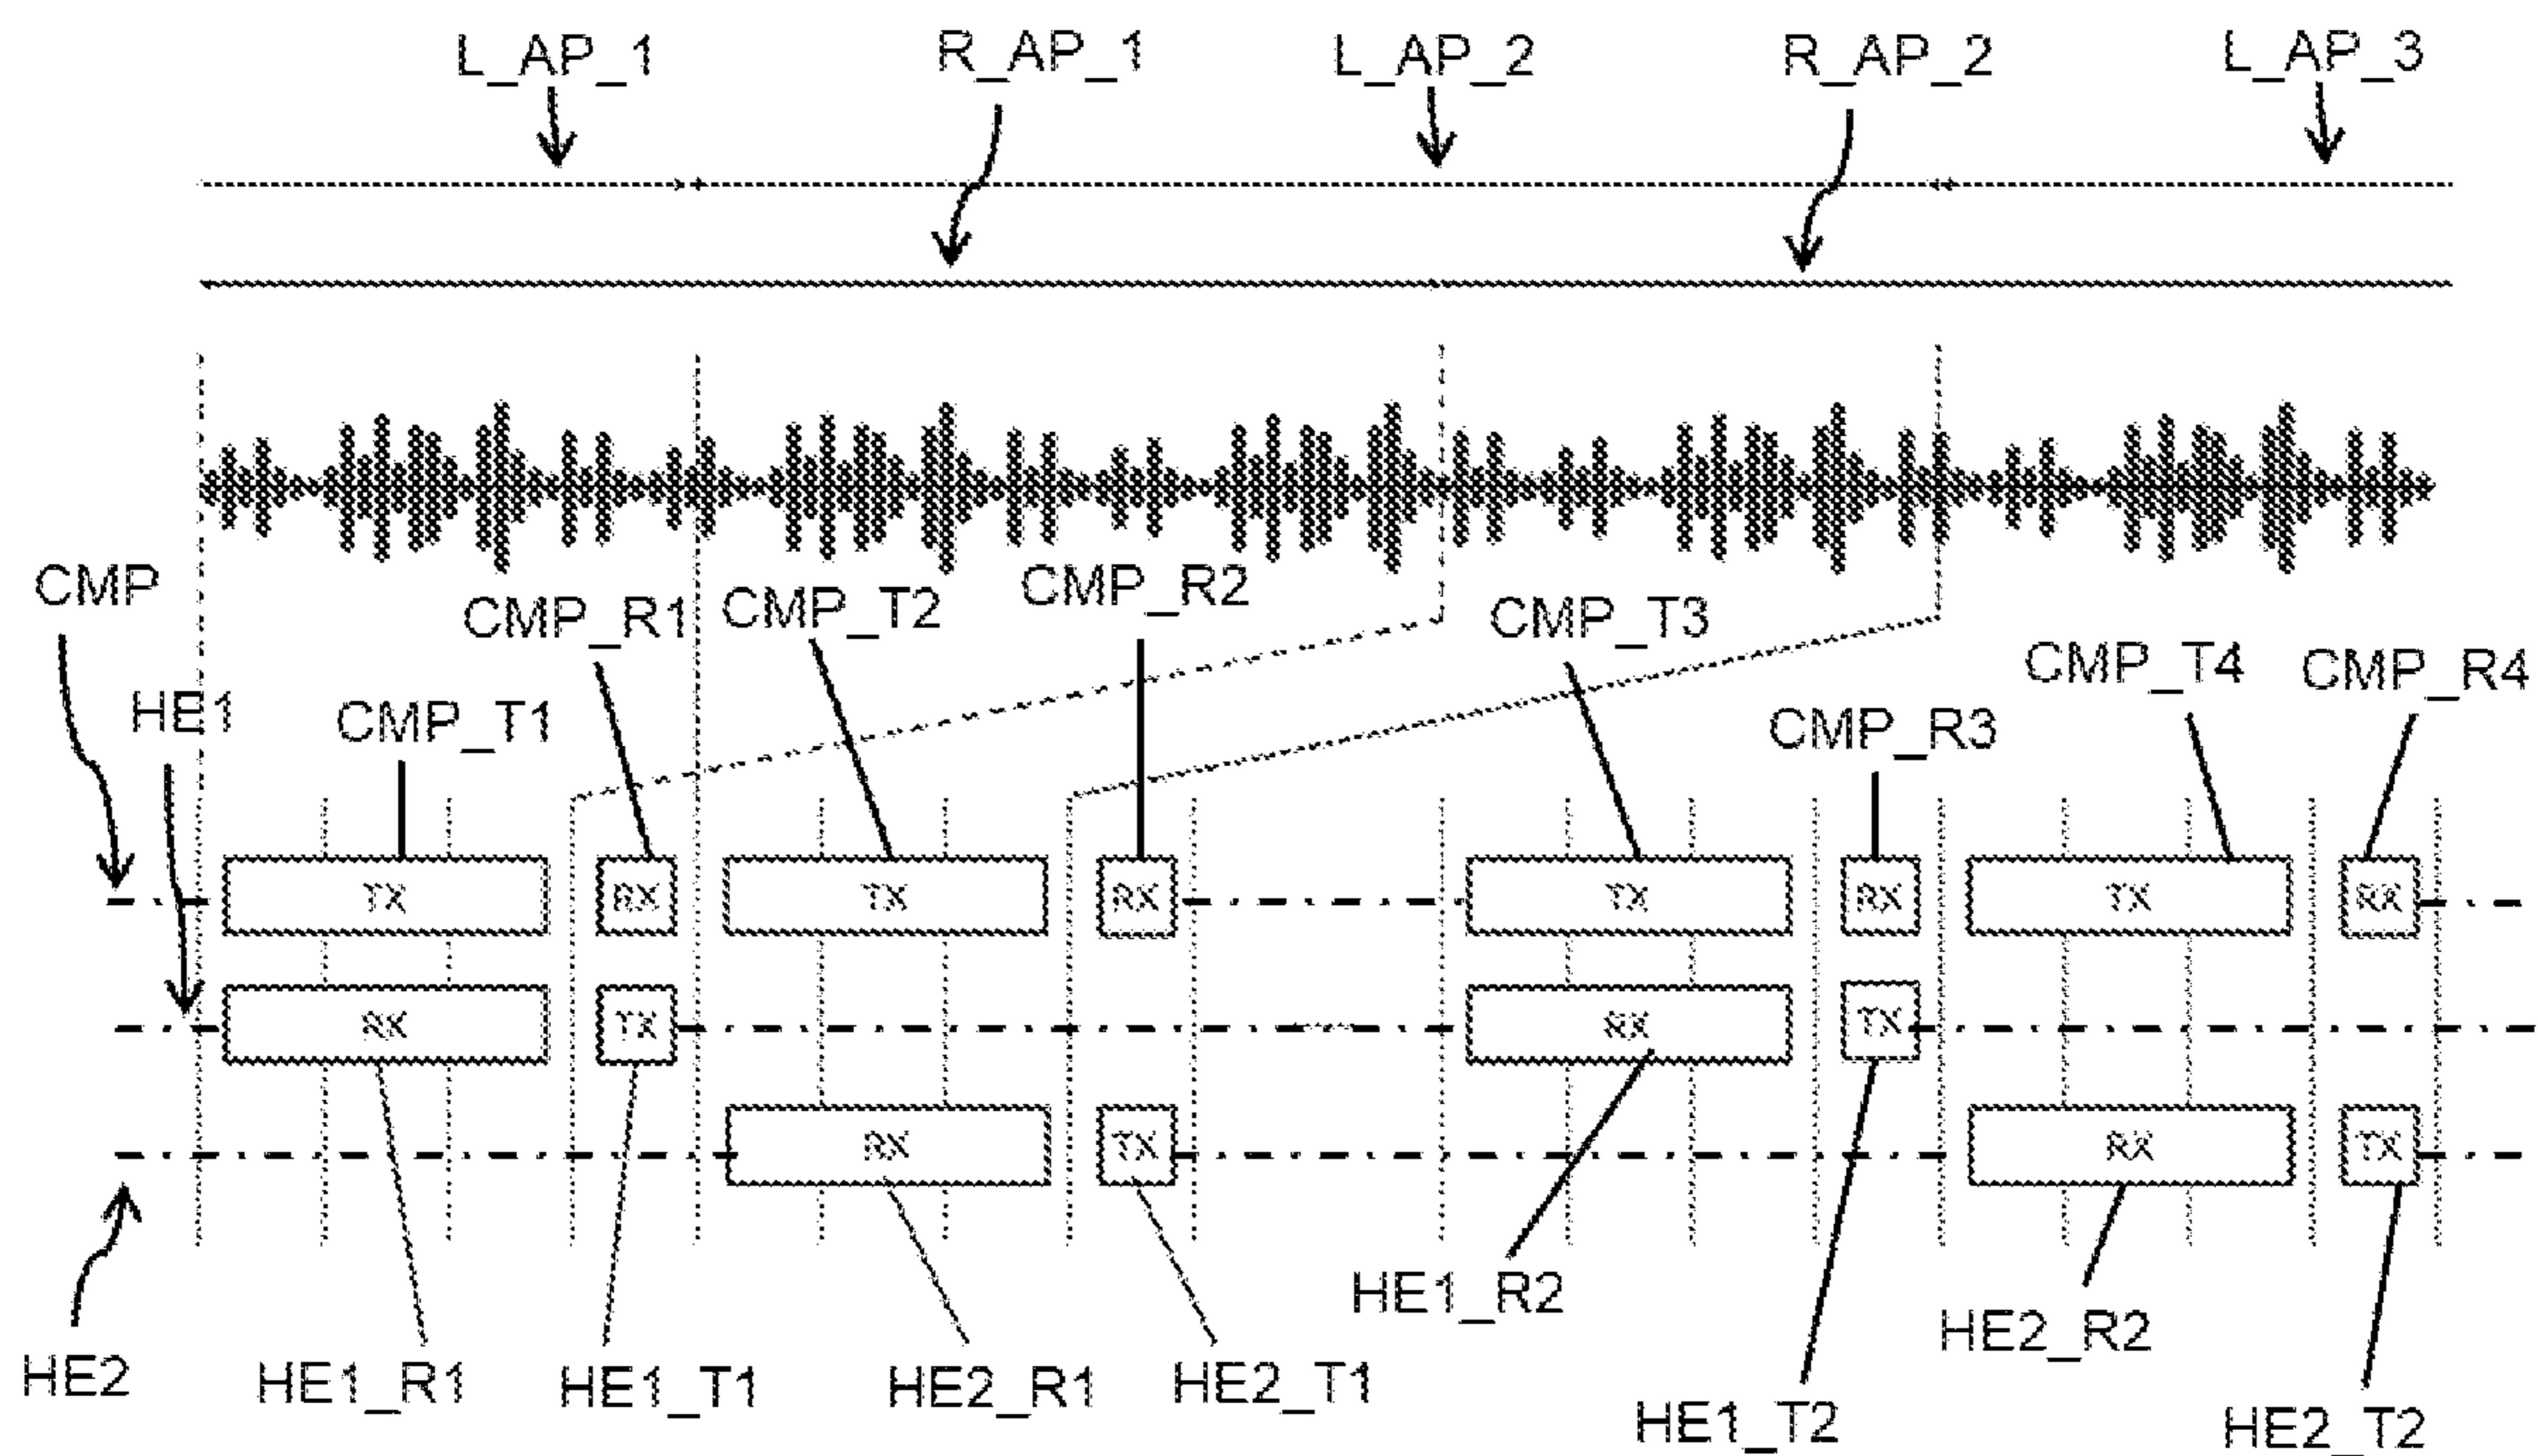 L_AP_1 R_AP_1 L_AP_2 R_AP_2 L_AP_3
CMP CMP_R1 CMP_T2 CMP_R2 CMP_T3 CMP_T4 CMP_R4
HE1 CMP_T1 CMP_R3
TX RX TX RX TX RX TX RX
RX TX RX TX
RX TX RX TX
HE1_R2 HE2_R2
HE2 HE1_R1 HE1_T1 HE2_R1 HE2_T1
HE1_T2 HE2_T2